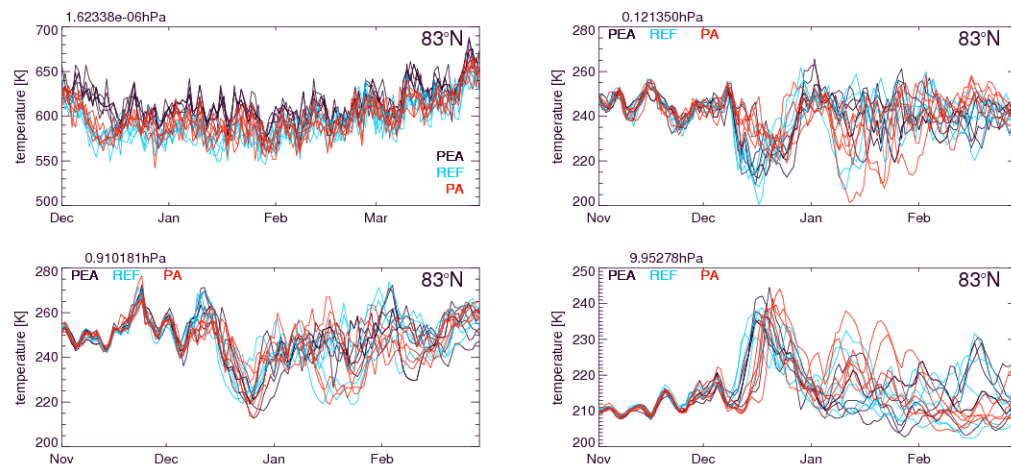 1.62338e-06hPa
83°N
temperature [K]
700
650
600
550
500
PEA
REF
PA
Dec Jan Feb Mar
0.121350hPa
PEA REF PA
83°N
temperature [K]
280
260
240
220
200
Nov Dec Jan Feb
0.910181hPa
PEA REF PA
83°N
temperature [K]
280
260
240
220
200
Nov Dec Jan Feb
9.95278hPa
PEA REF PA
83°N
temperature [K]
250
240
230
220
210
200
Nov Dec Jan Feb